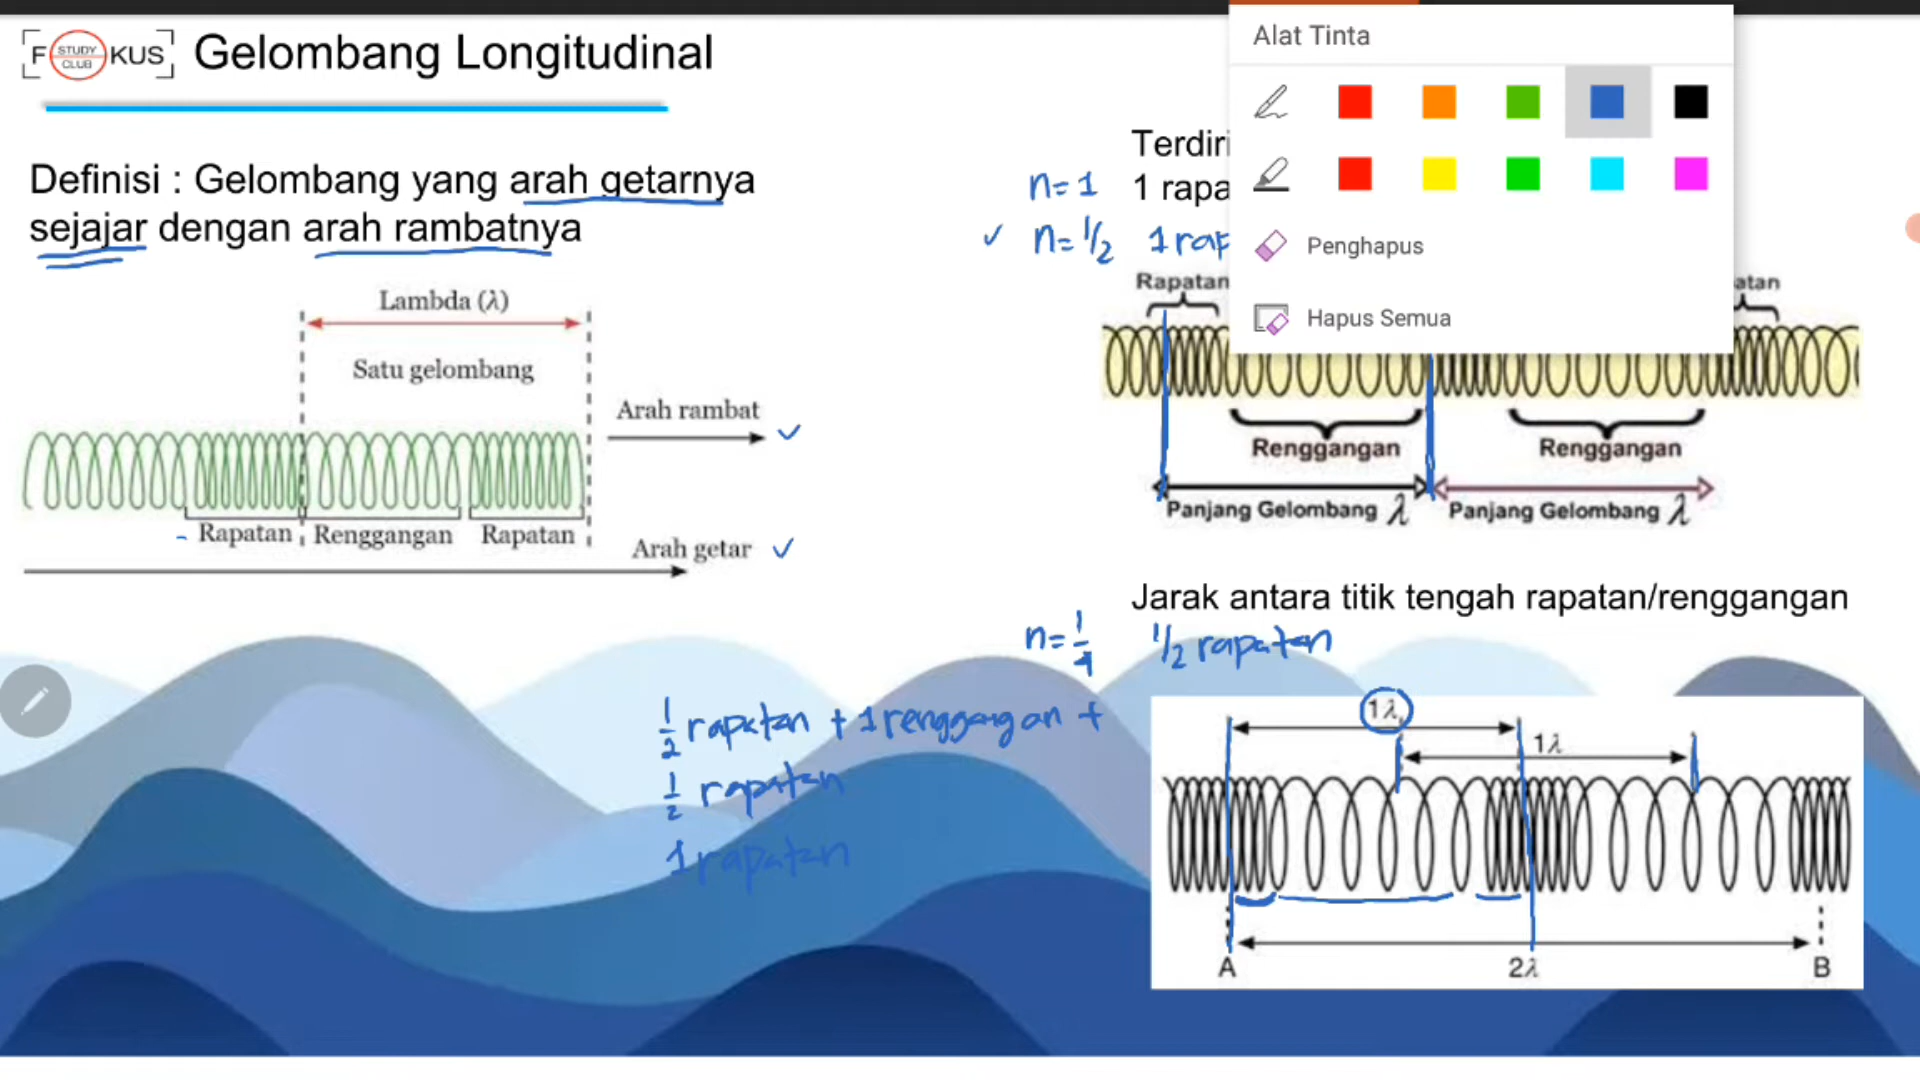 FOKUS
STUDY CLUB
Gelombang Longitudinal
Definisi : Gelombang yang arah getarnya
sejajar dengan arah rambatnya
Lambda (λ)
Satu gelombang
Arah rambat
Rapatan
Renggangan
Rapatan
Arah getar
½ rapatan + 1 renggangan +
½ rapatan
1 rapatan
Alat Tinta
Penghapus
Hapus Semua
Terdiri
n=1 1 rapa
n=½ 1 rap
Rapatan
atan
Renggangan
Renggangan
Panjang Gelombang λ
Panjang Gelombang λ
Jarak antara titik tengah rapatan/renggangan
n=¼ ½ rapatan
1λ
1λ
A
2λ
B